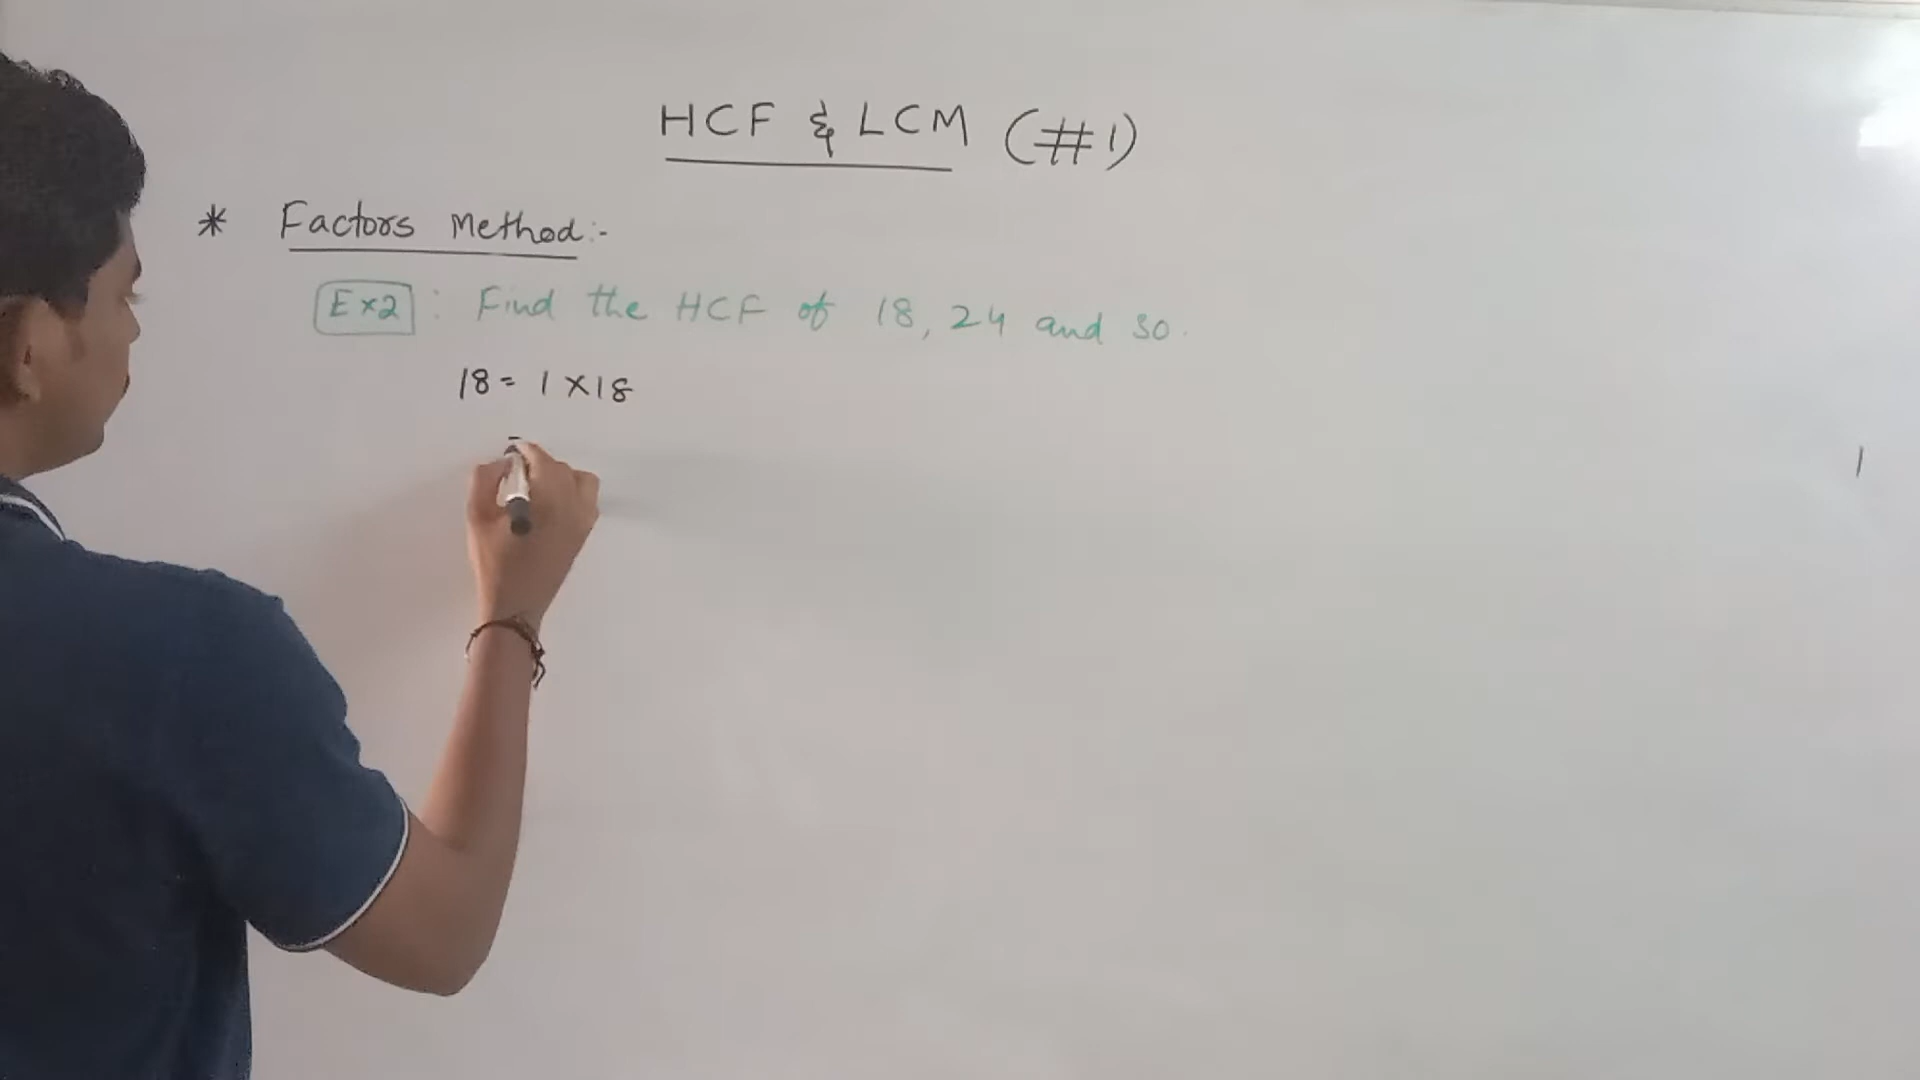 HCF & LCM (#1)
* Factors Method:-
Ex2 : Find the HCF of 18, 24 and 30.
18 = 1 × 18